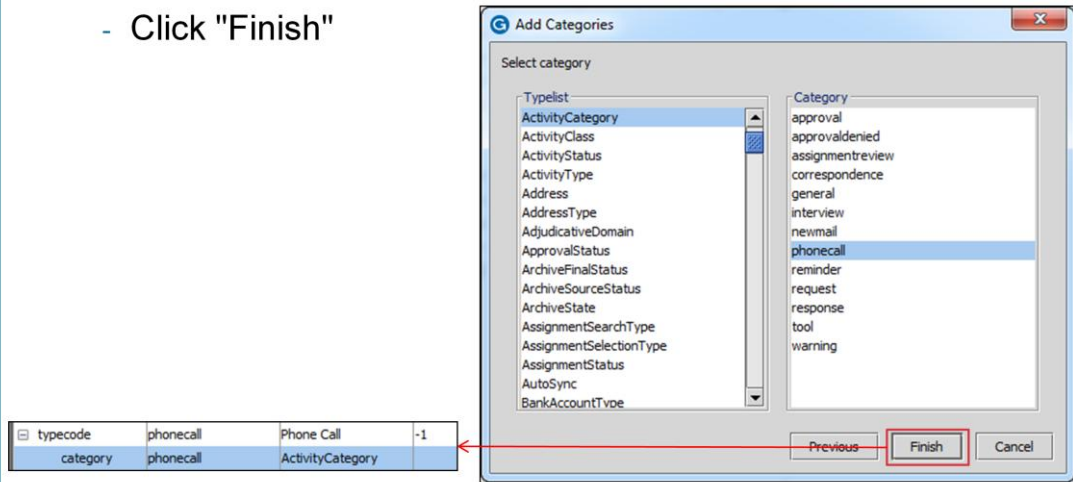 - Click "Finish"
Add Categories
Select category
Typelist
ActivityCategory
ActivityClass
ActivityStatus
ActivityType
Address
AddressType
AdjudicativeDomain
ApprovalStatus
ArchiveFinalStatus
ArchiveSourceStatus
ArchiveState
AssignmentSearchType
AssignmentSelectionType
AssignmentStatus
AutoSync
BankAccountType
Category
approval
approvaldenied
assignmentreview
correspondence
general
interview
newmail
phonecall
reminder
request
response
tool
warning
Previous Finish Cancel
typecode phonecall Phone Call -1
category phonecall ActivityCategory